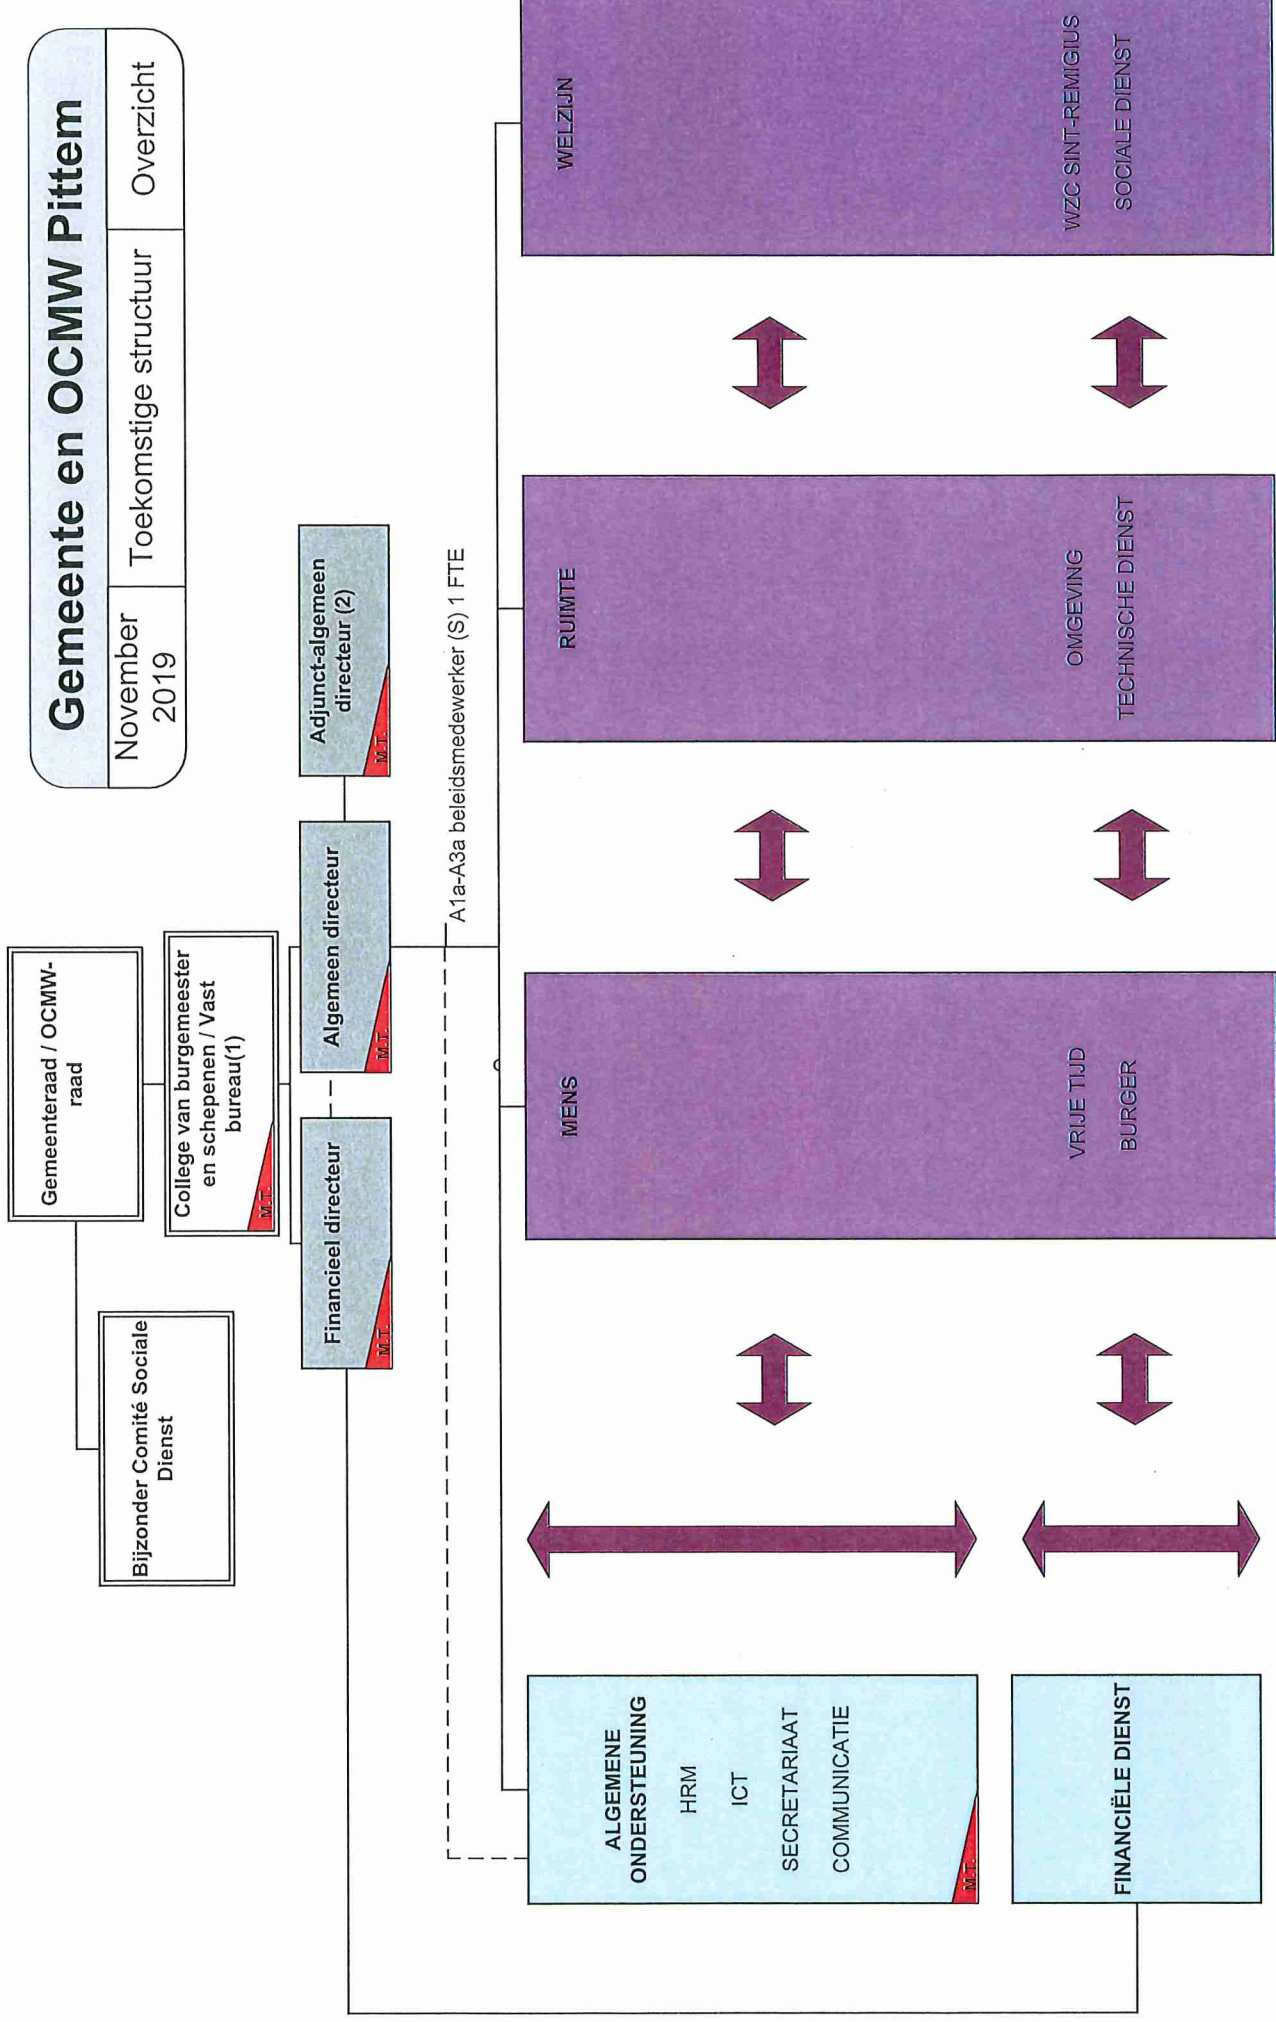 Gemeente en OCMW Pittem
November
2019
Toekomstige structuur
Overzicht
Gemeenteraad / OCMW-
raad
Bijzonder Comité Sociale
Dienst
College van burgemeester
en schepenen / Vast
bureau(1)
M.T.
Financieel directeur
M.T.
Algemeen directeur
M.T.
Adjunct-algemeen
directeur (2)
M.T.
A1a-A3a beleidsmedewerker (S) 1 FTE
ALGEMENE
ONDERSTEUNING
HRM
ICT
SECRETARIAAT
COMMUNICATIE
M.T.
FINANCIËLE DIENST
MENS
VRIJE TIJD
BURGER
RUIMTE
OMGEVING
TECHNISCHE DIENST
WELZIJN
WZC SINT-REMIGIUS
SOCIALE DIENST